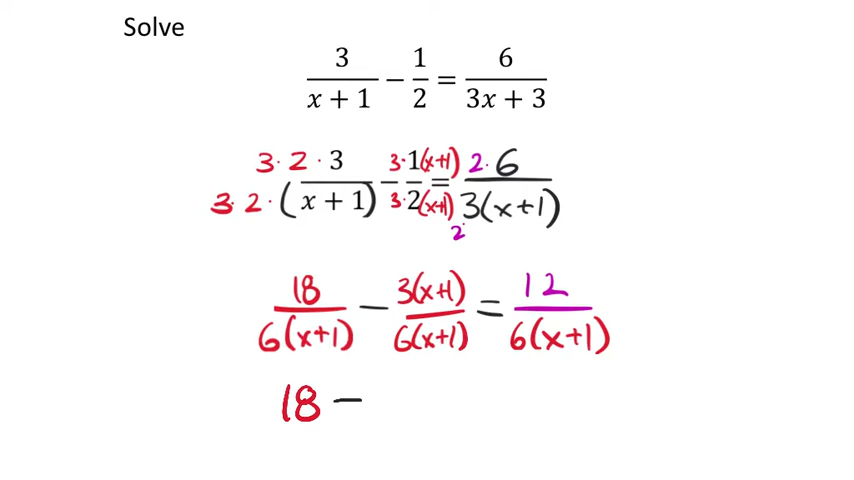 Solve
3/(x + 1) − 1/2 = 6/(3x + 3)
3· 2 · 3/3· 2 · (x + 1) − 3·1(x+1)/3·2(x+1) = 2· 6/2· 3(x+1)
18/6(x+1) − 3(x+1)/6(x+1) = 12/6(x+1)
18 −